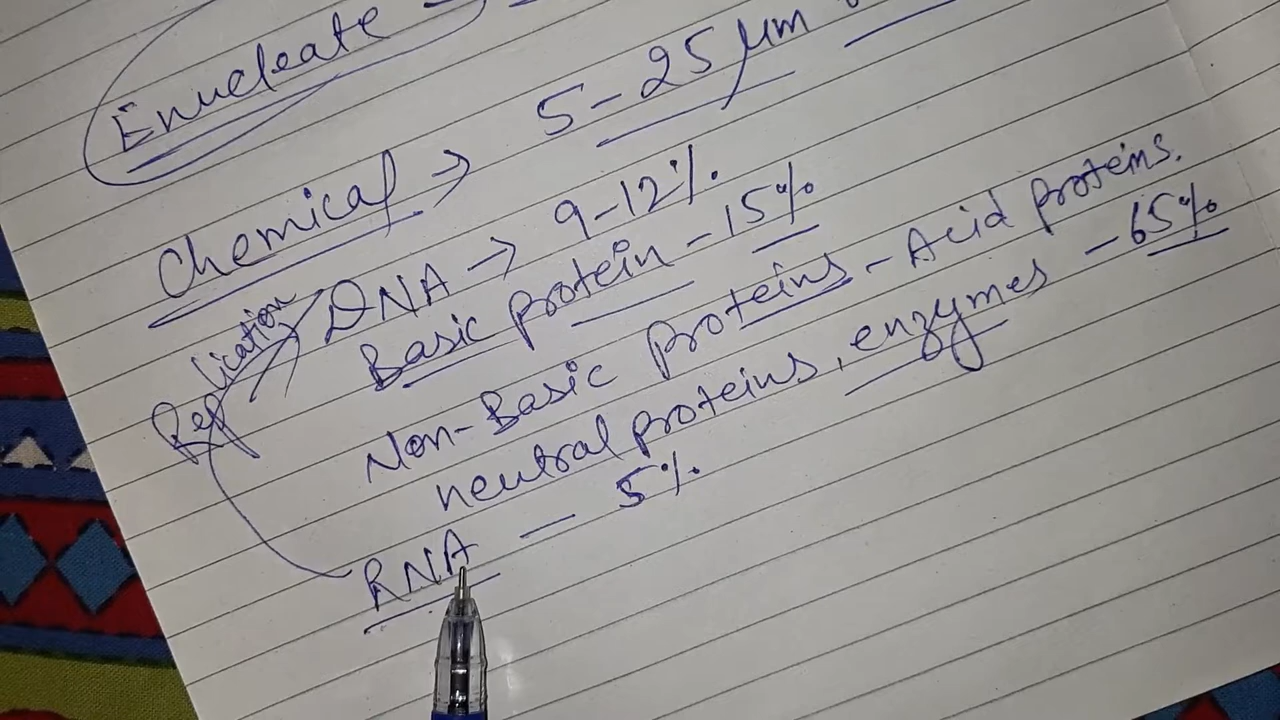 Enucleate -
5-25 μm
Chemical →
DNA → 9-12%
Replication
Basic protein - 15%
Non-Basic Proteins - Acid proteins.
neutral proteins, enzymes - 65%
RNA — 5%